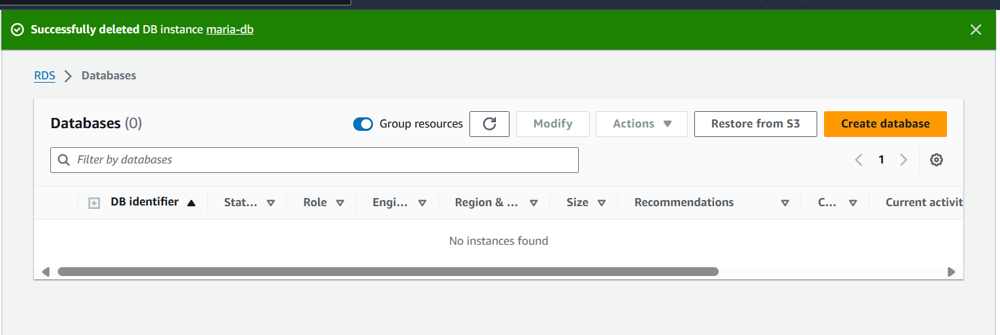 Successfully deleted DB instance maria-db
RDS > Databases
Databases (0) Group resources Modify Actions Restore from S3 Create database
Filter by databases 1
DB identifier Stat... Role Engi... Region & ... Size Recommendations C... Current activit
No instances found